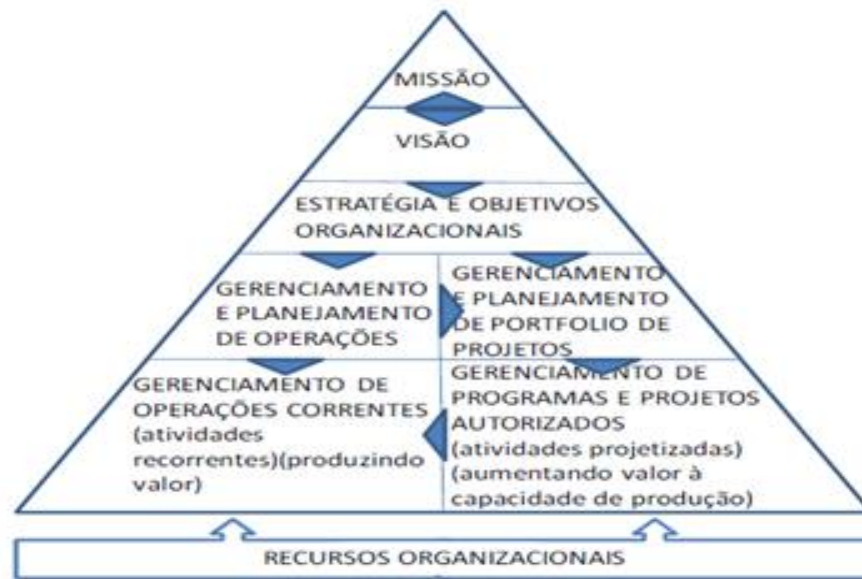 MISSÃO
VISÃO
ESTRATÉGIA E OBJETIVOS
ORGANIZACIONAIS
GERENCIAMENTO
E PLANEJAMENTO
DE OPERAÇÕES
GERENCIAMENTO
E PLANEJAMENTO
DE PORTFOLIO DE
PROJETOS
GERENCIAMENTO DE
OPERAÇÕES CORRENTES
(atividades
recorrentes)(produzindo
valor)
GERENCIAMENTO DE
PROGRAMAS E PROJETOS
AUTORIZADOS
(atividades projetizadas)
(aumentando valor à
capacidade de produção)
RECURSOS ORGANIZACIONAIS